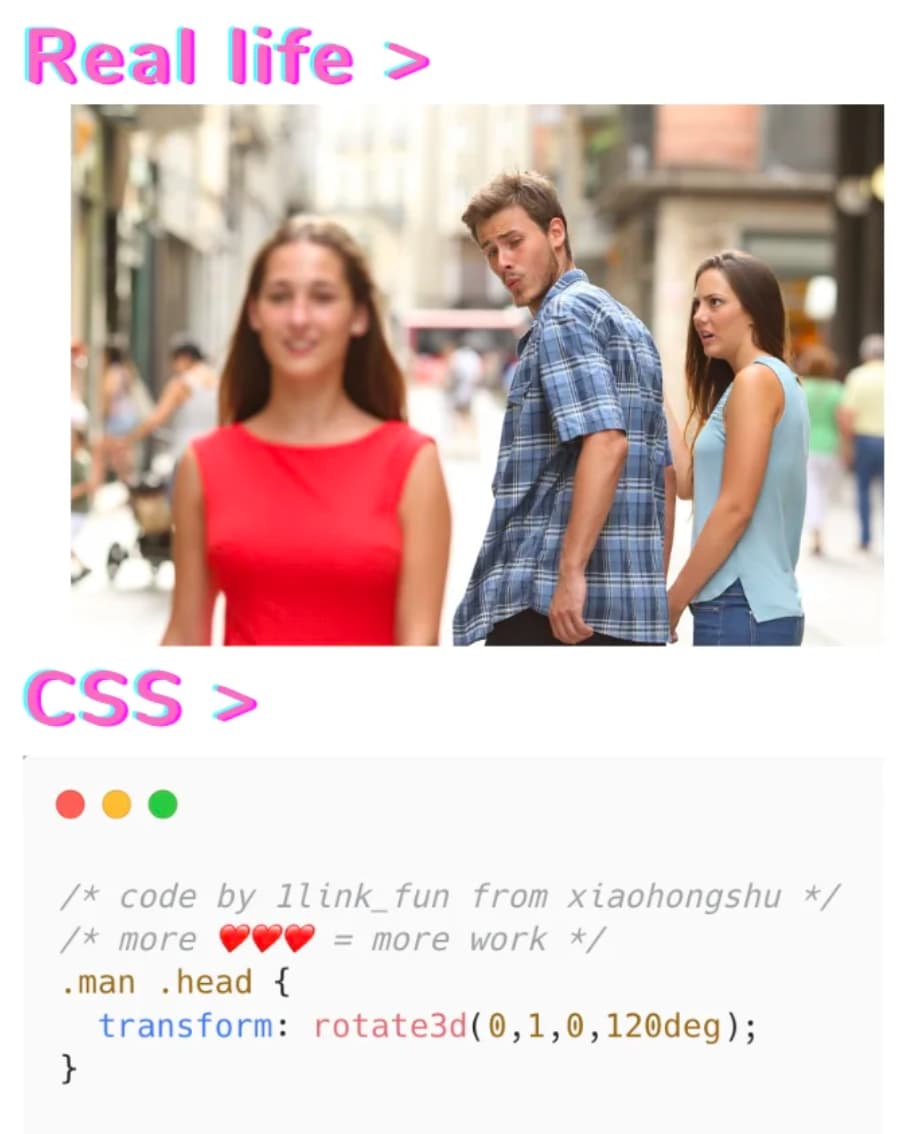 Real life >
CSS >
/* code by 1link_fun from xiaohongshu */
/* more ❤️❤️❤️ = more work */
.man .head {
  transform: rotate3d(0,1,0,120deg);
}